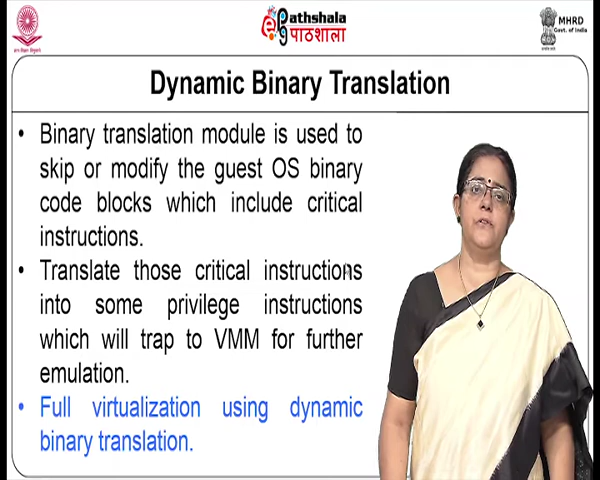 Pathshala
पाठशाला
MHRD
Govt. of India
Dynamic Binary Translation
• Binary translation module is used to
skip or modify the guest OS binary
code blocks which include critical
instructions.
• Translate those critical instructions
into some privilege instructions
which will trap to VMM for further
emulation.
• Full virtualization using dynamic
binary translation.